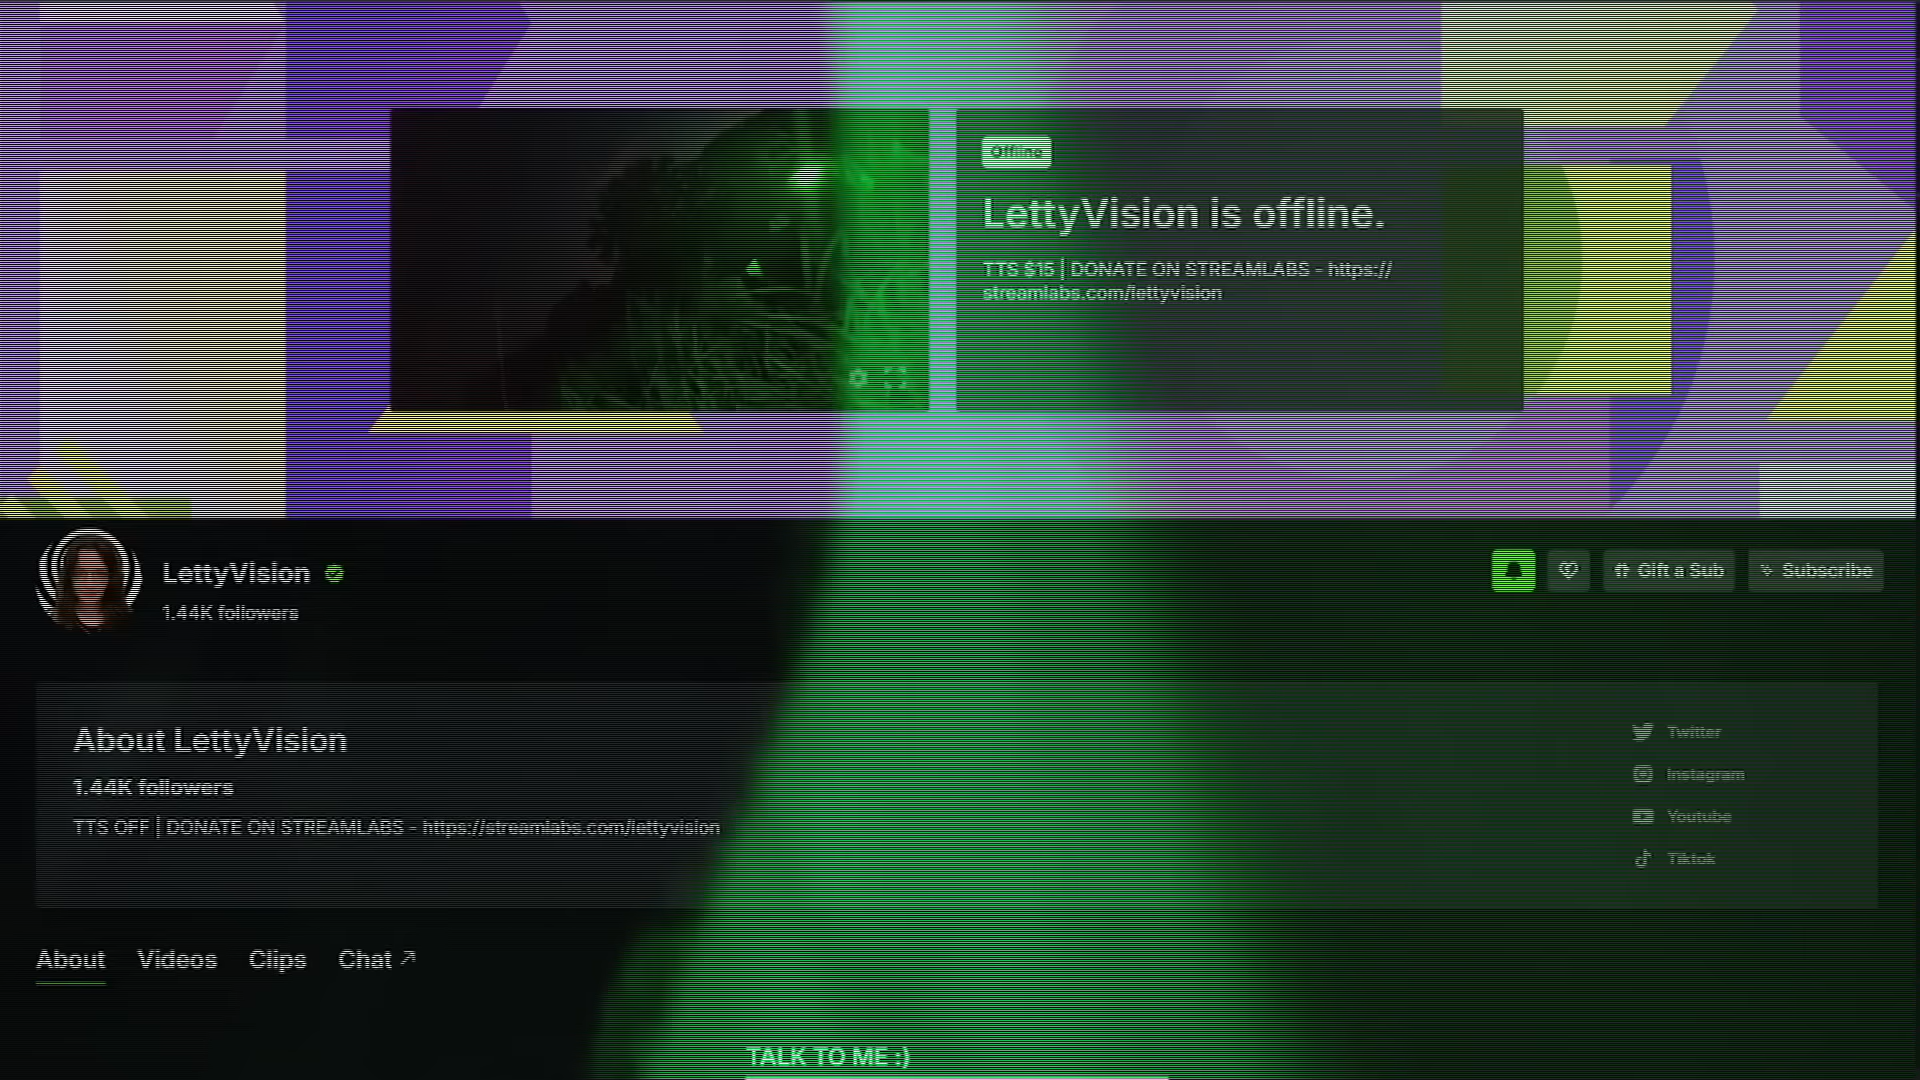 Offline
LettyVision is offline.
TTS $15 | DONATE ON STREAMLABS - https://
streamlabs.com/lettyvision
LettyVision
1.44K followers
Gift a Sub
Subscribe
About LettyVision
1.44K followers
TTS OFF | DONATE ON STREAMLABS - https://streamlabs.com/lettyvision
Twitter
Instagram
Youtube
Tiktok
About Videos Clips Chat
TALK TO ME :)